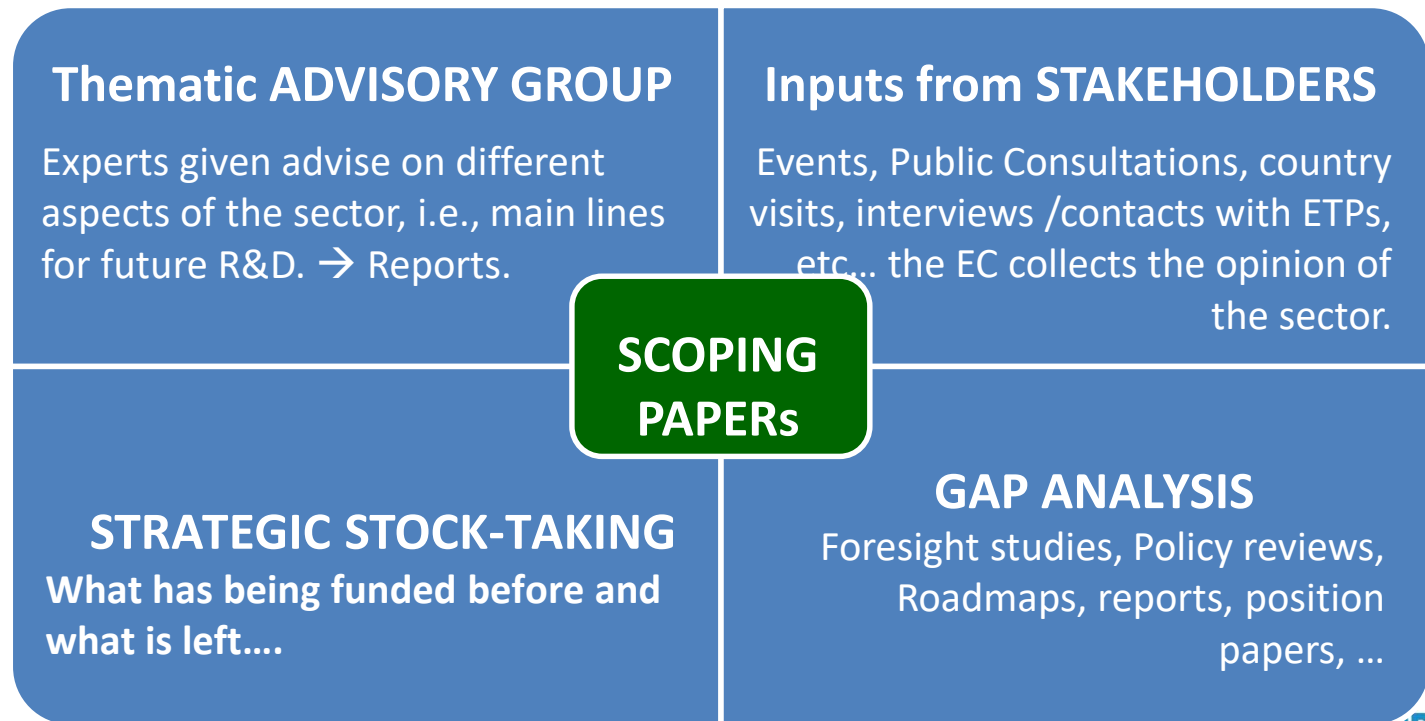 Thematic ADVISORY GROUP
Experts given advise on different
aspects of the sector, i.e., main lines
for future R&D. → Reports.
Inputs from STAKEHOLDERS
Events, Public Consultations, country
visits, interviews /contacts with ETPs,
etc... the EC collects the opinion of
the sector.
SCOPING
PAPERs
STRATEGIC STOCK-TAKING
What has being funded before and
what is left....
GAP ANALYSIS
Foresight studies, Policy reviews,
Roadmaps, reports, position
papers, ...